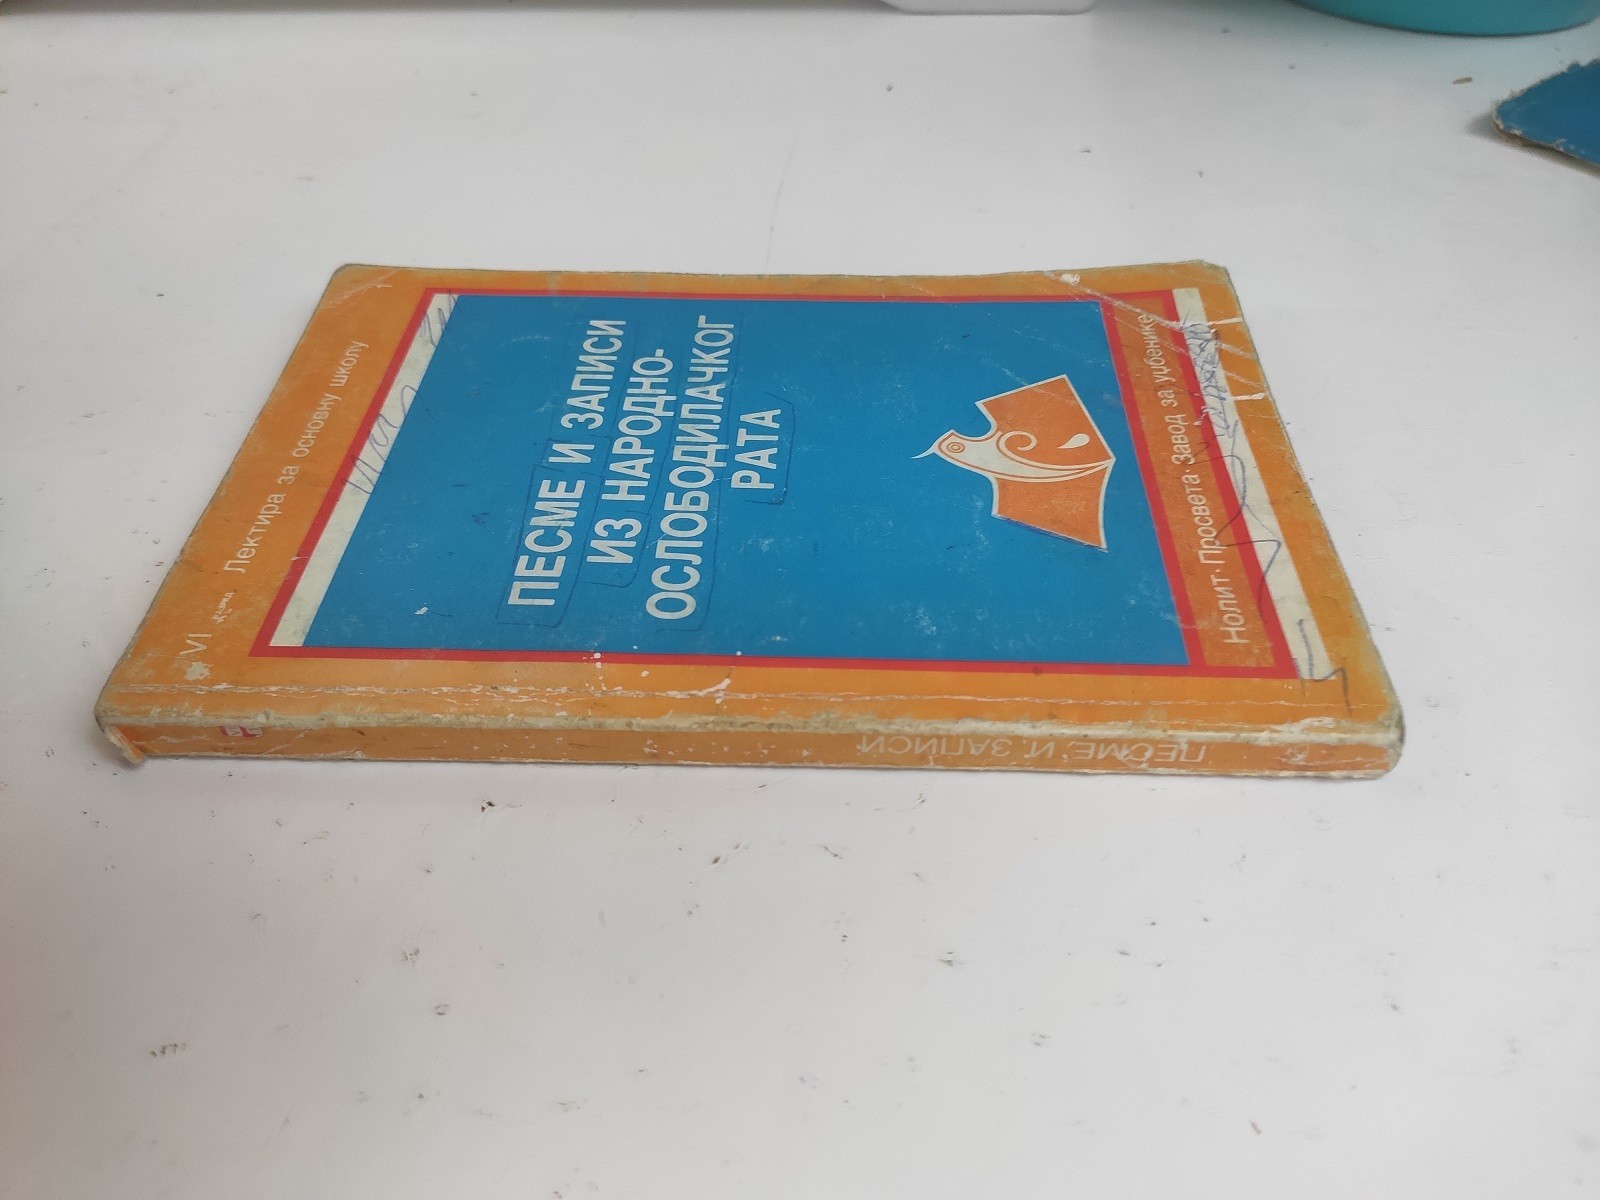 VI Лектира за основну школу
ПЕСМЕ И ЗАПИСИ
ИЗ НАРОДНО-
ОСЛОБОДИЛАЧКОГ
РАТА
Нолит · Просвета · Завод за уџбенике
ПЕСМЕ И ЗАПИСИ